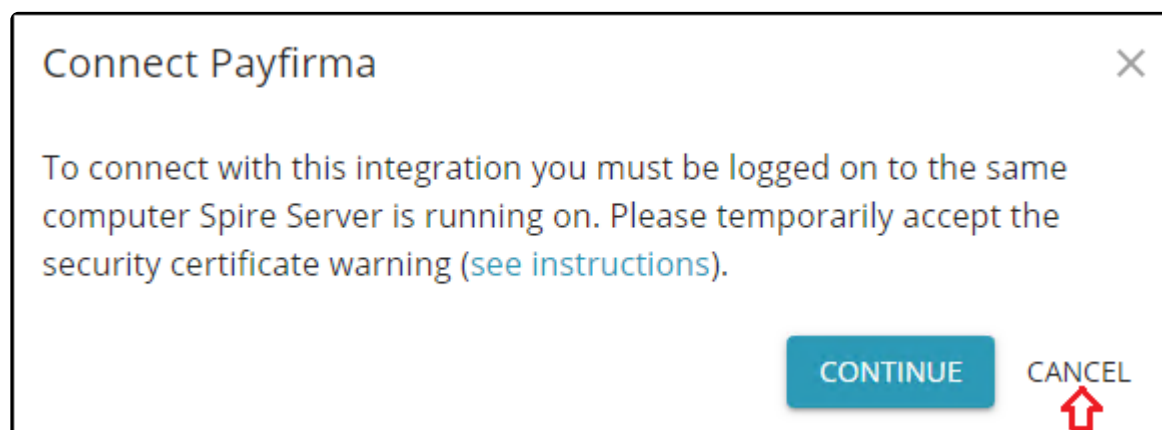 Connect Payfirma
To connect with this integration you must be logged on to the same
computer Spire Server is running on. Please temporarily accept the
security certificate warning (see instructions).
CONTINUE CANCEL